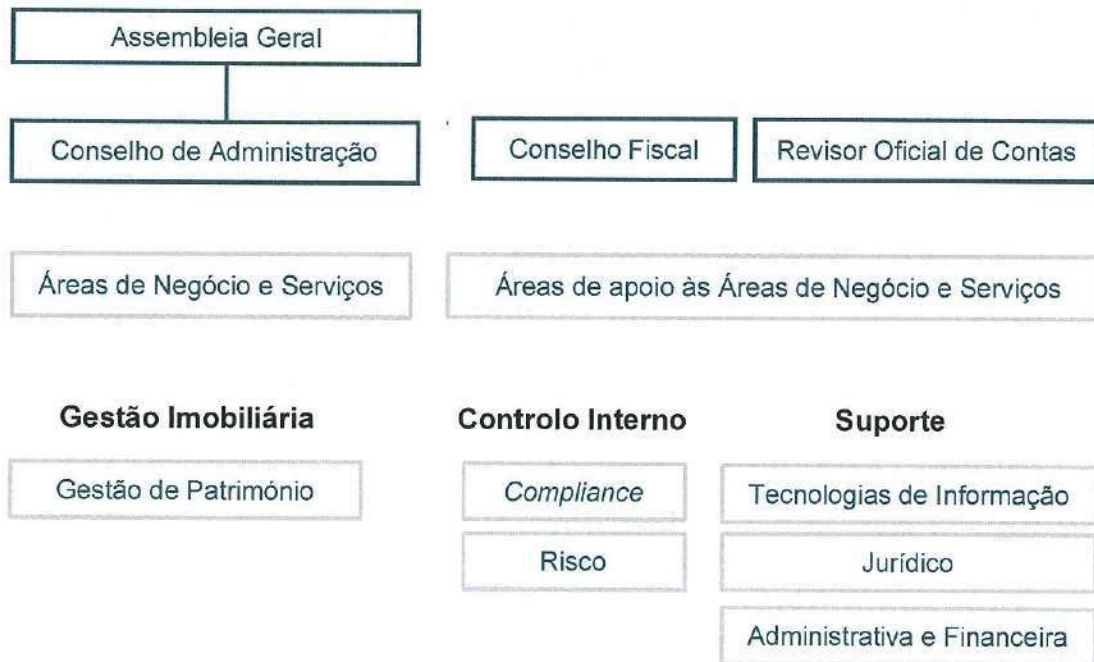 Assembleia Geral
Conselho de Administração
Conselho Fiscal
Revisor Oficial de Contas
Áreas de Negócio e Serviços
Áreas de apoio às Áreas de Negócio e Serviços
Gestão Imobiliária
Controlo Interno
Suporte
Gestão de Património
Compliance
Tecnologias de Informação
Risco
Jurídico
Administrativa e Financeira